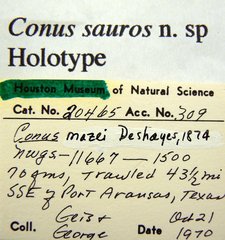 Conus sauros n. sp
Holotype
Houston Museum of Natural Science
Cat. No. 20465 Acc. No. 309
Conus mazei Deshayes, 1874
HMGS-11667-1500
70 gms, trawled 43½ mi
SSE of Port Aransas, Texas
Coll. Geis & George Date Oct 21 1970